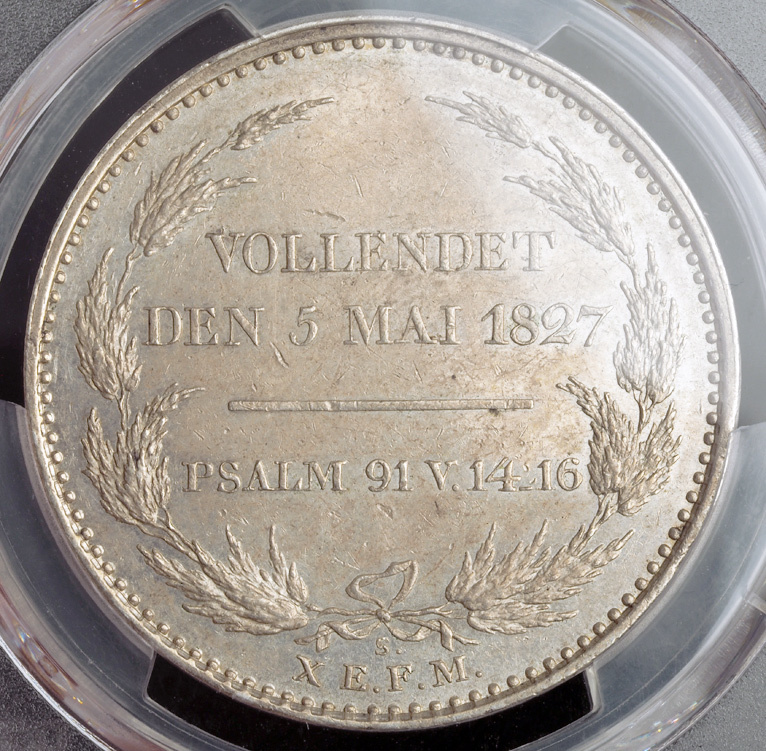 VOLLENDET
DEN 5 MAI 1827
PSALM 91 V. 14-16
S.
X E.F.M.